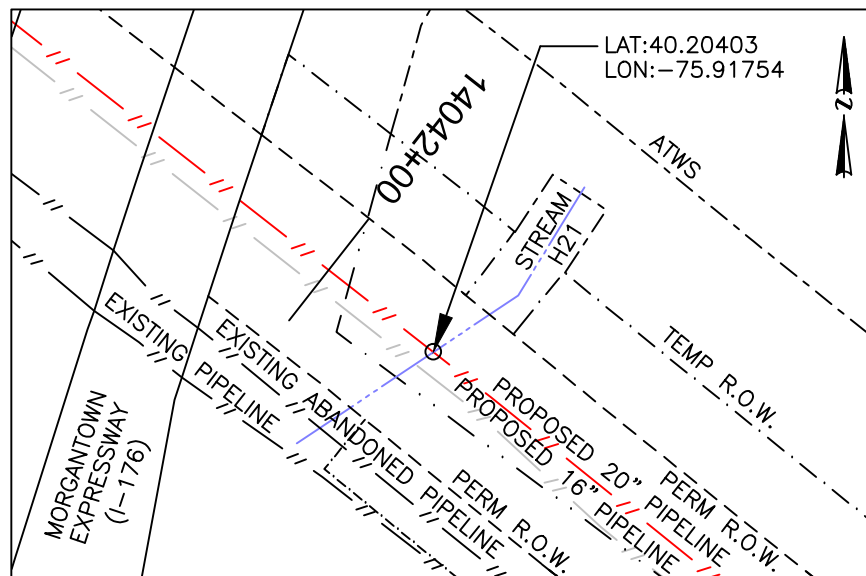 LAT:40.20403
LON:-75.91754
N
14042+00
ATWS
STREAM
H21
TEMP R.O.W.
EXISTING PIPELINE
EXISTING ABANDONED PIPELINE
PROPOSED 20" PIPELINE
PROPOSED 16" PIPELINE
PERM R.O.W.
PERM R.O.W.
MORGANTOWN
EXPRESSWAY
(I-176)